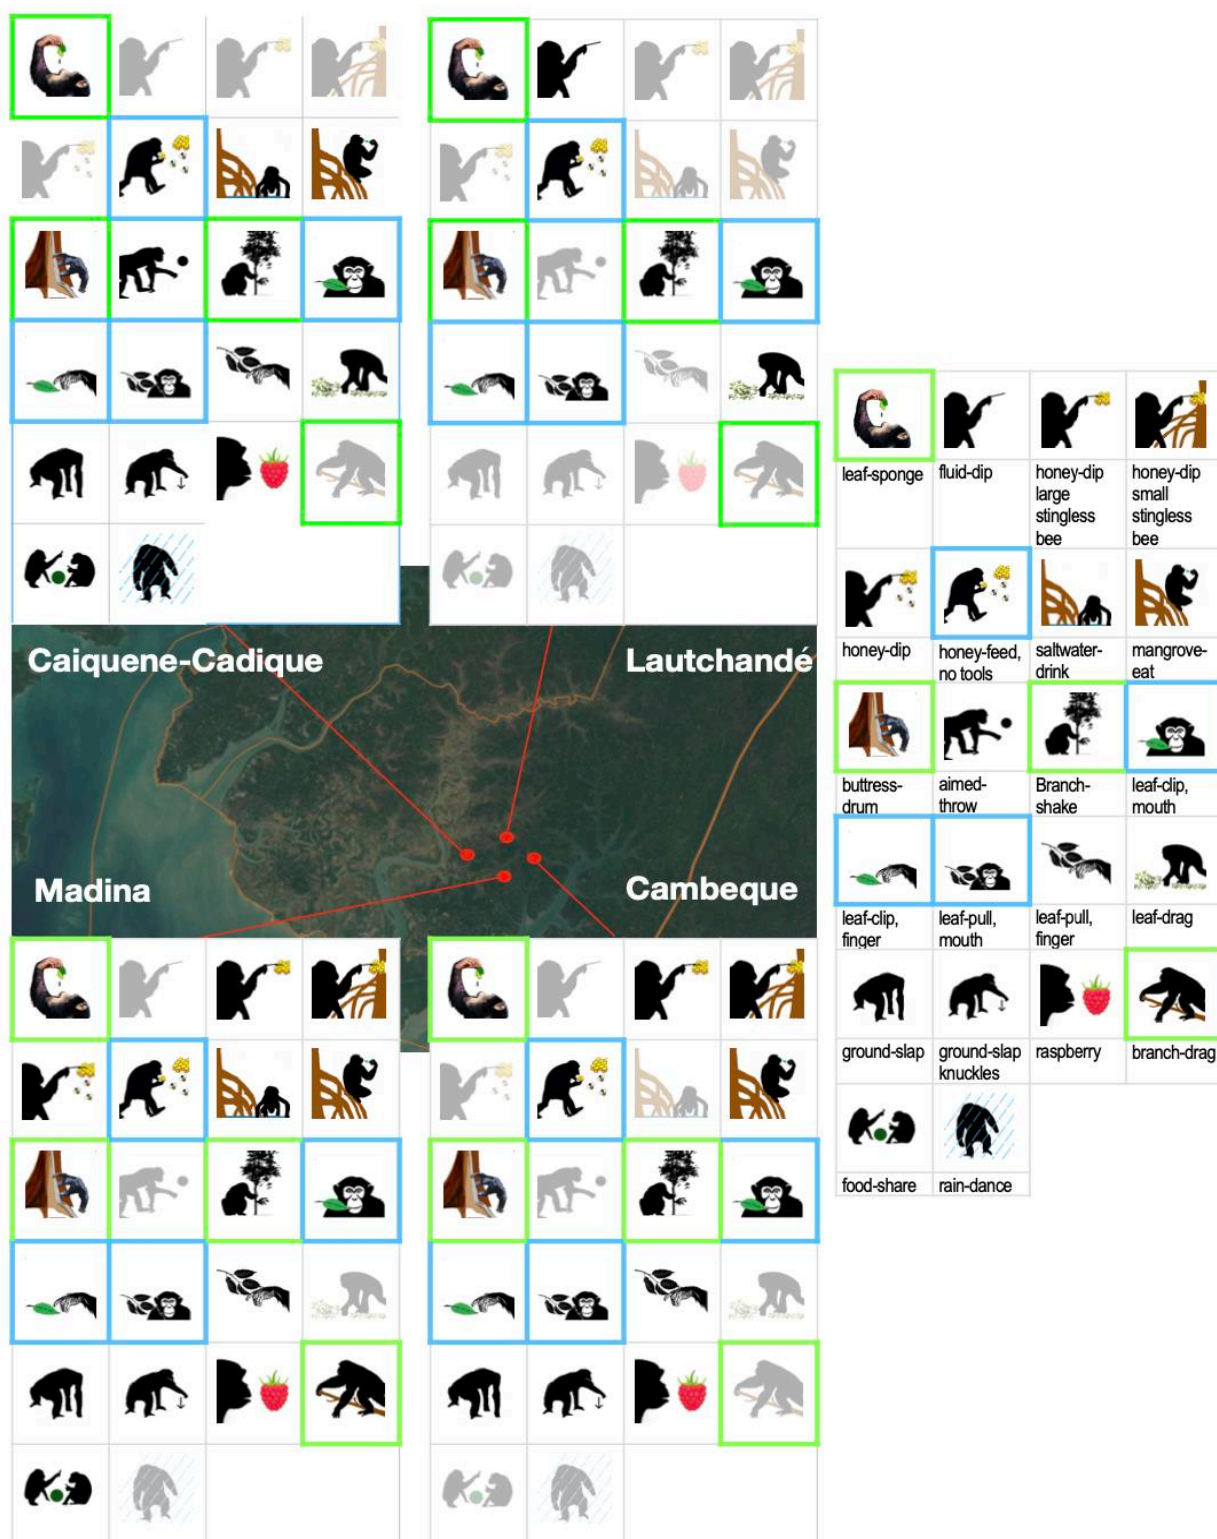 Caiquene-Cadique
Lautchandé
Madina
Cambeque
leaf-sponge
fluid-dip
honey-dip
large
stingless
bee
honey-dip
small
stingless
bee
honey-dip
honey-feed,
no tools
saltwater-
drink
mangrove-
eat
buttress-
drum
aimed-
throw
Branch-
shake
leaf-clip,
mouth
leaf-clip,
finger
leaf-pull,
mouth
leaf-pull,
finger
leaf-drag
ground-slap
ground-slap
knuckles
raspberry
branch-drag
food-share
rain-dance